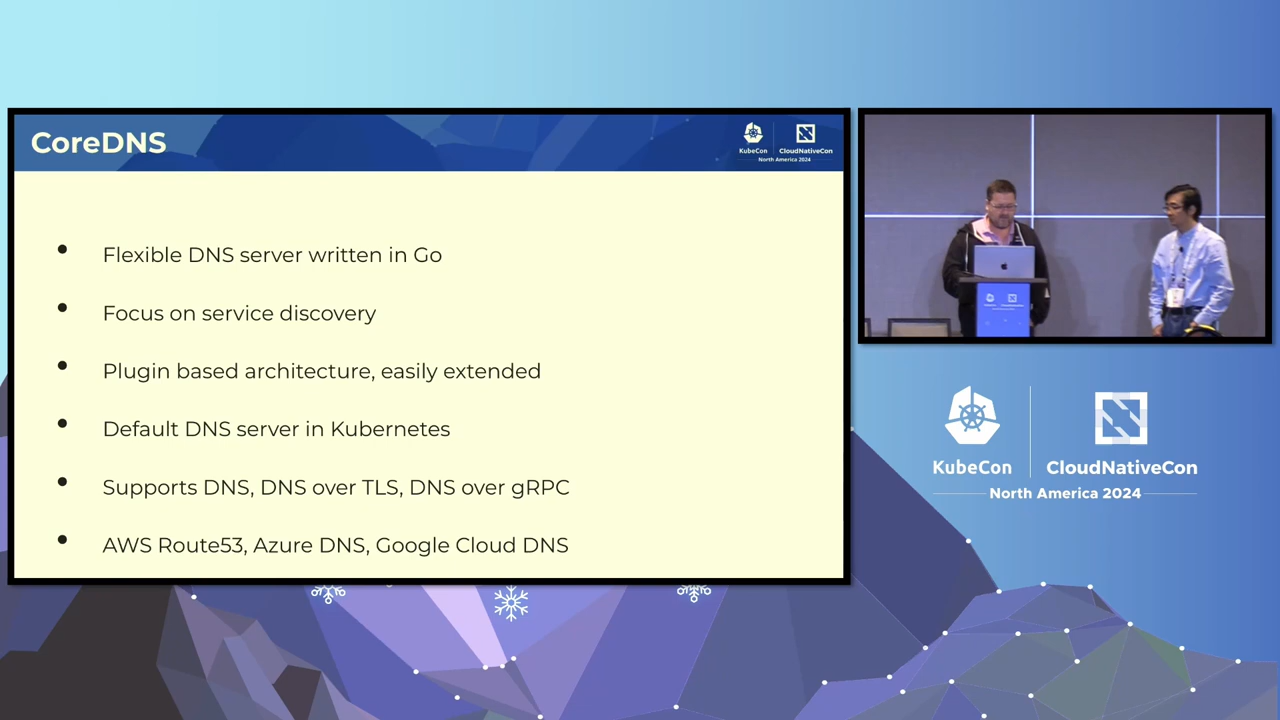 CoreDNS
KubeCon
CloudNativeCon
North America 2024
Flexible DNS server written in Go
Focus on service discovery
Plugin based architecture, easily extended
Default DNS server in Kubernetes
Supports DNS, DNS over TLS, DNS over gRPC
AWS Route53, Azure DNS, Google Cloud DNS
KubeCon
CloudNativeCon
North America 2024